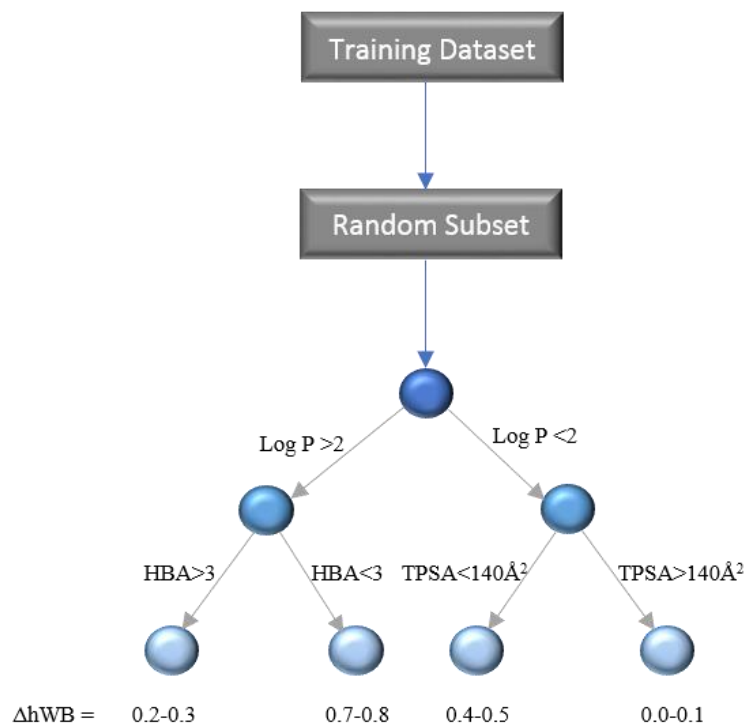 Training Dataset
Random Subset
Log P >2
Log P <2
HBA>3
HBA<3
TPSA<140Å²
TPSA>140Å²
ΔhWB = 0.2-0.3 0.7-0.8 0.4-0.5 0.0-0.1